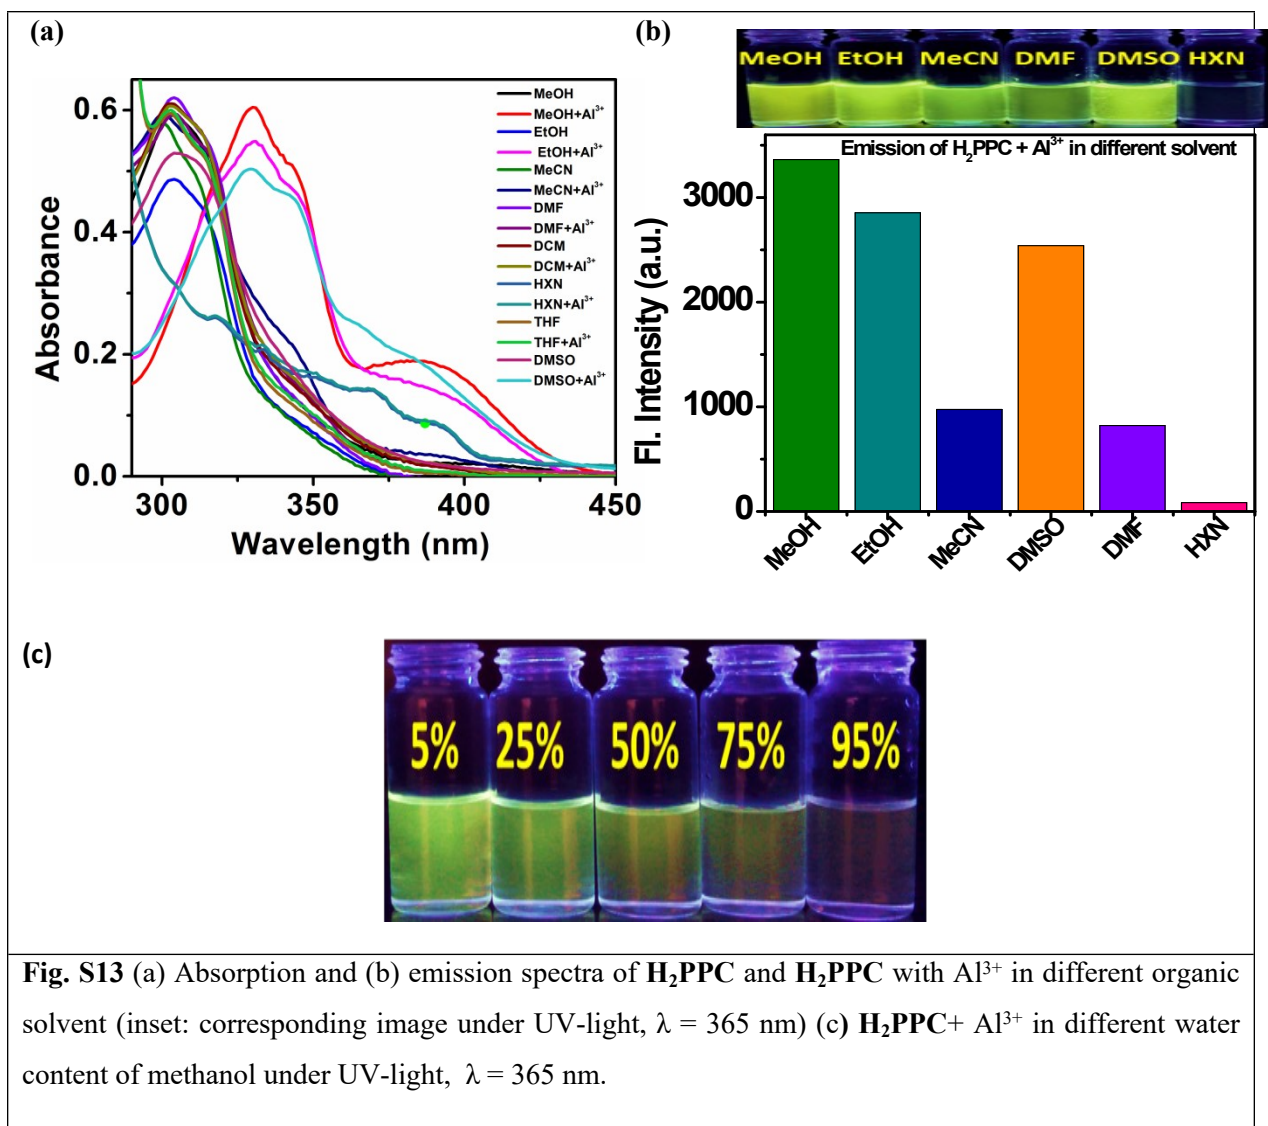 (a)
0.6
0.4
0.2
0.0
Absorbance
300
350
400
450
Wavelength (nm)
MeOH
MeOH+Al³⁺
EtOH
EtOH+Al³⁺
MeCN
MeCN+Al³⁺
DMF
DMF+Al³⁺
DCM
DCM+Al³⁺
HXN
HXN+Al³⁺
THF
THF+Al³⁺
DMSO
DMSO+Al³⁺
(b)
MeOH EtOH MeCN DMF DMSO HXN
Emission of H₂PPC + Al³⁺ in different solvent
3000
2000
1000
0
Fl. Intensity (a.u.)
MeOH
EtOH
MeCN
DMSO
DMF
HXN
(c)
5% 25% 50% 75% 95%
Fig. S13 (a) Absorption and (b) emission spectra of H₂PPC and H₂PPC with Al³⁺ in different organic
solvent (inset: corresponding image under UV-light, λ = 365 nm) (c) H₂PPC+ Al³⁺ in different water
content of methanol under UV-light, λ = 365 nm.